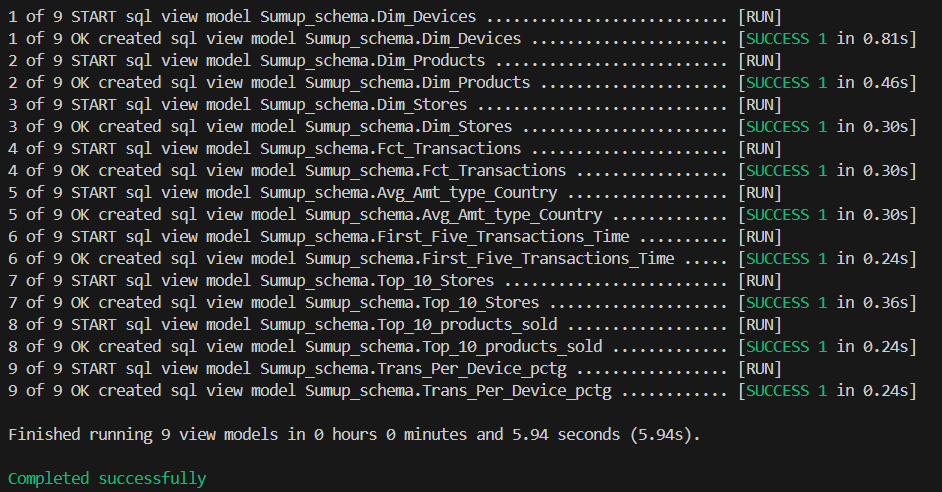 1 of 9 START sql view model Sumup_schema.Dim_Devices ........................... [RUN]
1 of 9 OK created sql view model Sumup_schema.Dim_Devices ...................... [SUCCESS 1 in 0.81s]
2 of 9 START sql view model Sumup_schema.Dim_Products .......................... [RUN]
2 of 9 OK created sql view model Sumup_schema.Dim_Products ..................... [SUCCESS 1 in 0.46s]
3 of 9 START sql view model Sumup_schema.Dim_Stores ............................ [RUN]
3 of 9 OK created sql view model Sumup_schema.Dim_Stores ....................... [SUCCESS 1 in 0.30s]
4 of 9 START sql view model Sumup_schema.Fct_Transactions ...................... [RUN]
4 of 9 OK created sql view model Sumup_schema.Fct_Transactions ................. [SUCCESS 1 in 0.30s]
5 of 9 START sql view model Sumup_schema.Avg_Amt_type_Country .................. [RUN]
5 of 9 OK created sql view model Sumup_schema.Avg_Amt_type_Country ............. [SUCCESS 1 in 0.30s]
6 of 9 START sql view model Sumup_schema.First_Five_Transactions_Time .......... [RUN]
6 of 9 OK created sql view model Sumup_schema.First_Five_Transactions_Time ..... [SUCCESS 1 in 0.24s]
7 of 9 START sql view model Sumup_schema.Top_10_Stores ......................... [RUN]
7 of 9 OK created sql view model Sumup_schema.Top_10_Stores .................... [SUCCESS 1 in 0.36s]
8 of 9 START sql view model Sumup_schema.Top_10_products_sold .................. [RUN]
8 of 9 OK created sql view model Sumup_schema.Top_10_products_sold ............. [SUCCESS 1 in 0.24s]
9 of 9 START sql view model Sumup_schema.Trans_Per_Device_pctg ................. [RUN]
9 of 9 OK created sql view model Sumup_schema.Trans_Per_Device_pctg ............ [SUCCESS 1 in 0.24s]
Finished running 9 view models in 0 hours 0 minutes and 5.94 seconds (5.94s).
Completed successfully